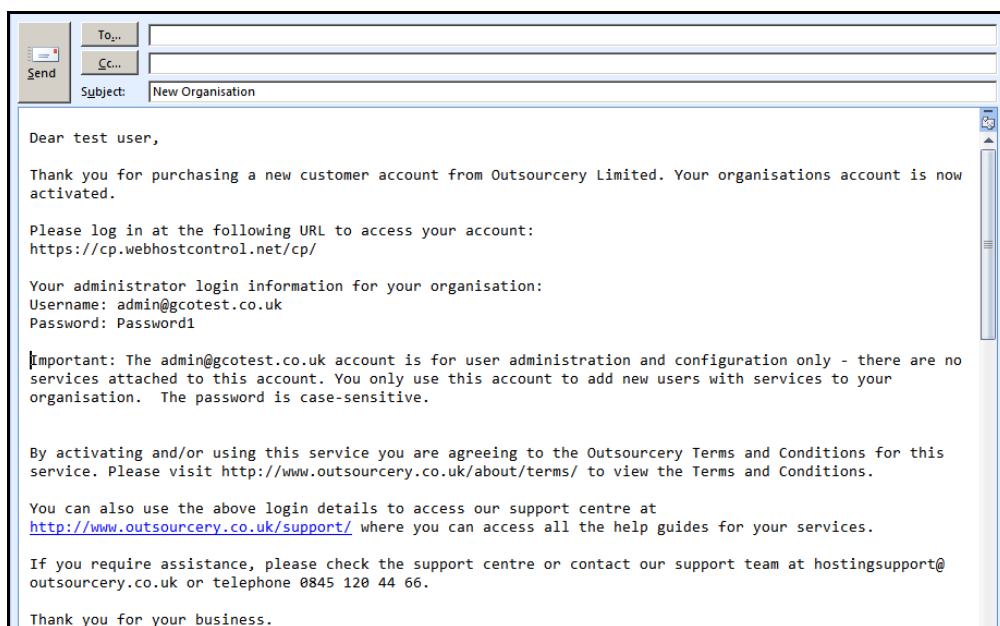 To...
Cc...
Send
Subject: New Organisation
Dear test user,
Thank you for purchasing a new customer account from Outsourcery Limited. Your organisations account is now
activated.
Please log in at the following URL to access your account:
https://cp.webhostcontrol.net/cp/
Your administrator login information for your organisation:
Username: admin@gcotest.co.uk
Password: Password1
Important: The admin@gcotest.co.uk account is for user administration and configuration only - there are no
services attached to this account. You only use this account to add new users with services to your
organisation.  The password is case-sensitive.
By activating and/or using this service you are agreeing to the Outsourcery Terms and Conditions for this
service. Please visit http://www.outsourcery.co.uk/about/terms/ to view the Terms and Conditions.
You can also use the above login details to access our support centre at
http://www.outsourcery.co.uk/support/ where you can access all the help guides for your services.
If you require assistance, please check the support centre or contact our support team at hostingsupport@
outsourcery.co.uk or telephone 0845 120 44 66.
Thank you for your business.